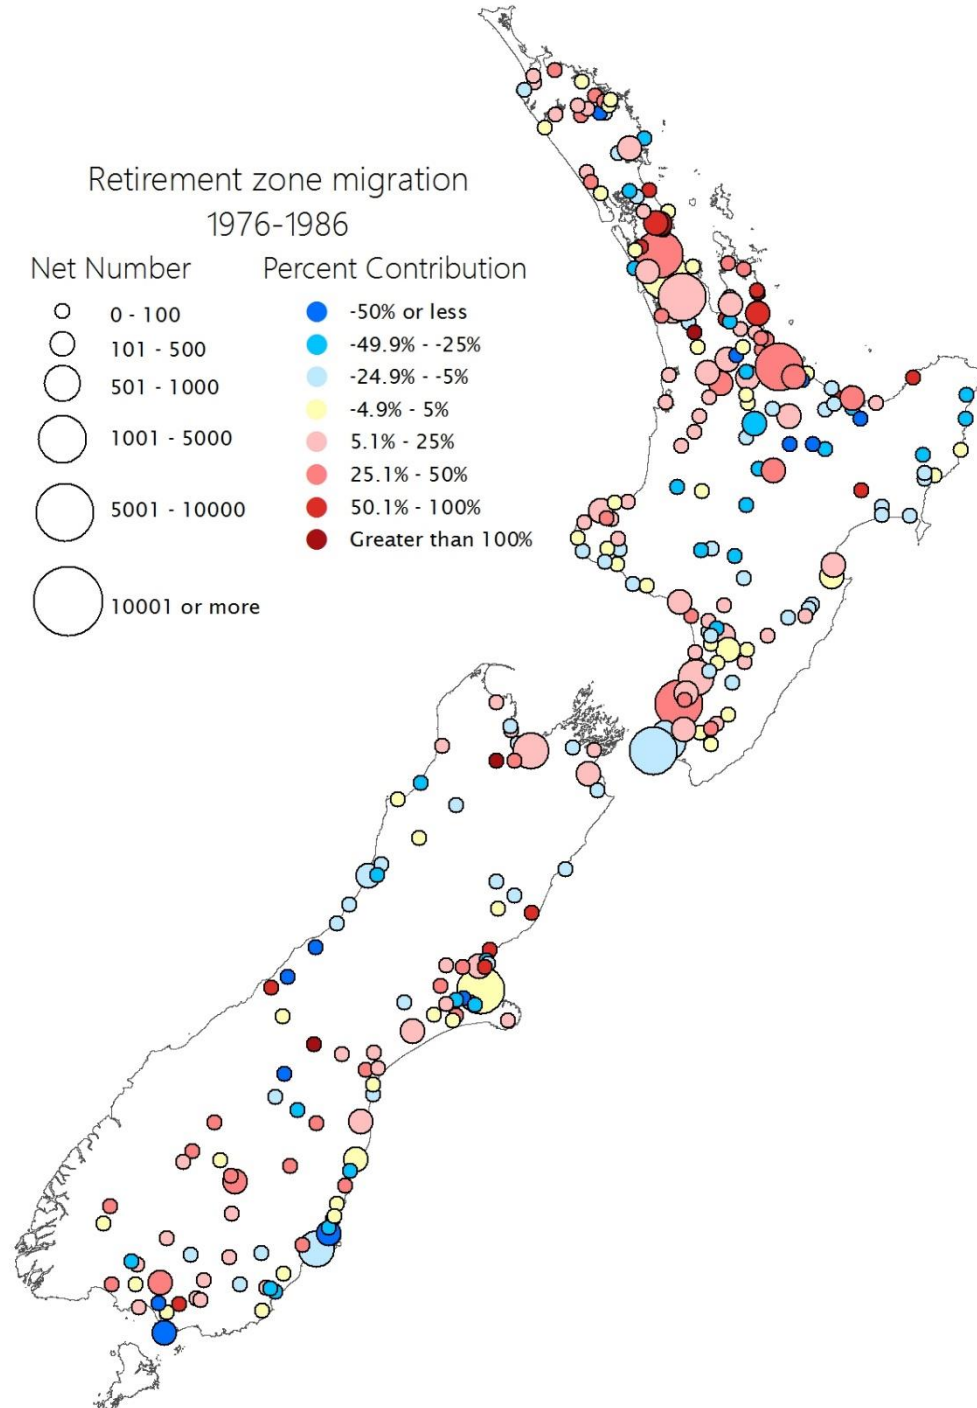 Retirement zone migration
1976-1986
Net Number
0 - 100
101 - 500
501 - 1000
1001 - 5000
5001 - 10000
10001 or more
Percent Contribution
-50% or less
-49.9% - -25%
-24.9% - -5%
-4.9% - 5%
5.1% - 25%
25.1% - 50%
50.1% - 100%
Greater than 100%